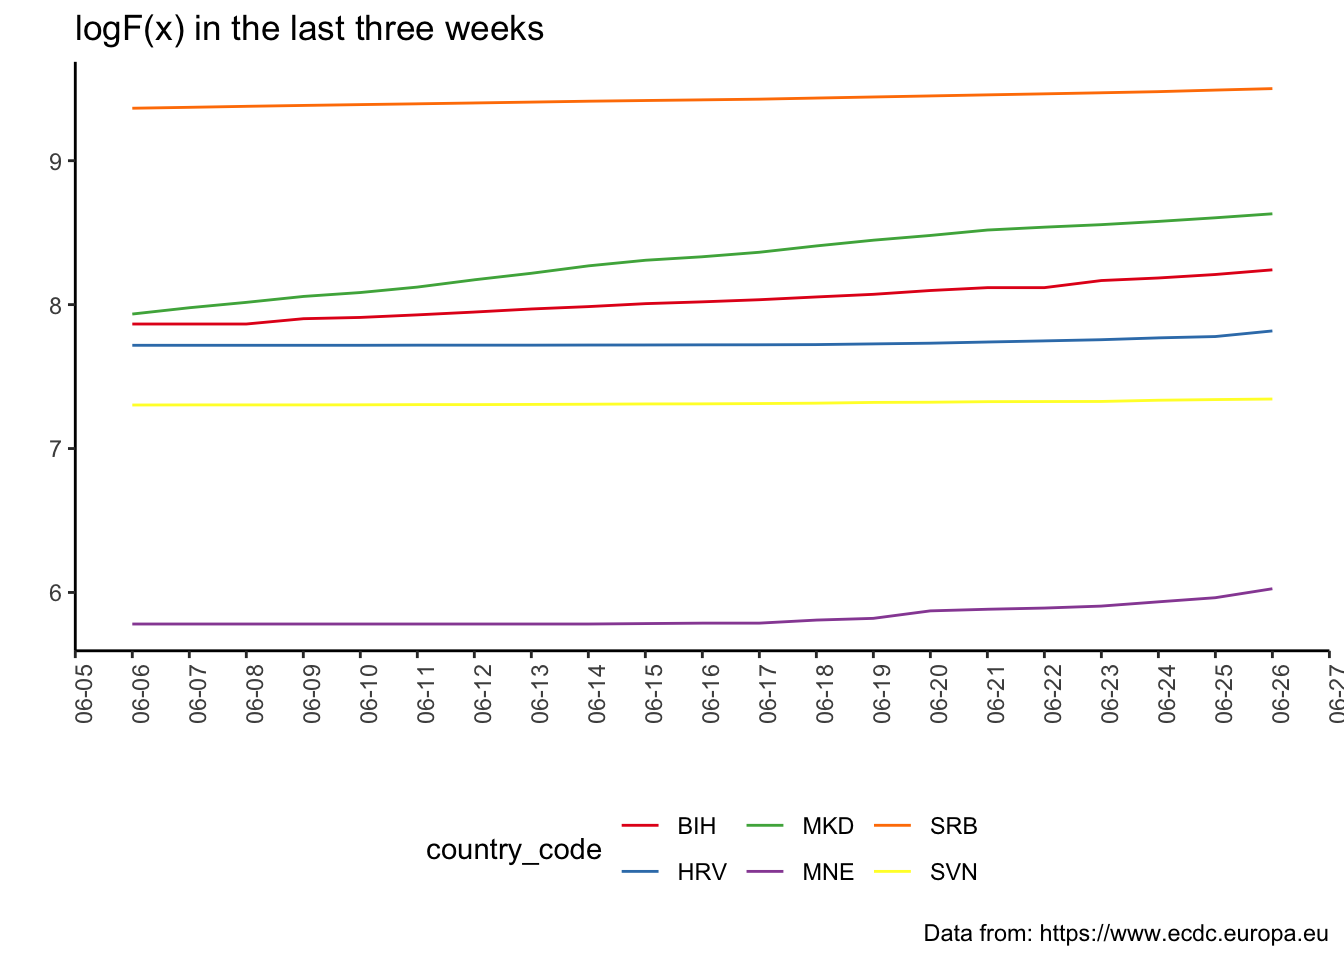 logF(x) in the last three weeks
9
8
7
6
06-05 06-06 06-07 06-08 06-09 06-10 06-11 06-12 06-13 06-14 06-15 06-16 06-17 06-18 06-19 06-20 06-21 06-22 06-23 06-24 06-25 06-26 06-27
country_code
BIH MKD SRB
HRV MNE SVN
Data from: https://www.ecdc.europa.eu